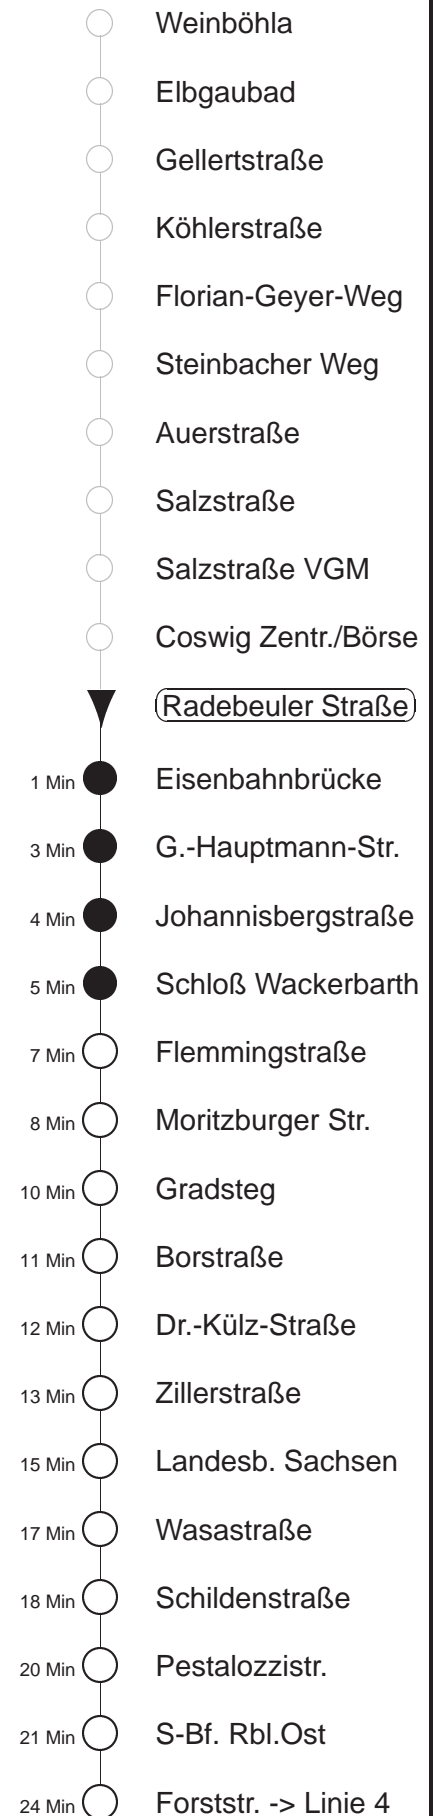 Weinböhla
Elbgaubad
Gellertstraße
Köhlerstraße
Florian-Geyer-Weg
Steinbacher Weg
Auerstraße
Salzstraße
Salzstraße VGM
Coswig Zentr./Börse
Radebeuler Straße
1 Min Eisenbahnbrücke
3 Min G.-Hauptmann-Str.
4 Min Johannisbergstraße
5 Min Schloß Wackerbarth
7 Min Flemmingstraße
8 Min Moritzburger Str.
10 Min Gradsteg
11 Min Borstraße
12 Min Dr.-Külz-Straße
13 Min Zillerstraße
15 Min Landesb. Sachsen
17 Min Wasastraße
18 Min Schildenstraße
20 Min Pestalozzistr.
21 Min S-Bf. Rbl.Ost
24 Min Forststr. -> Linie 4